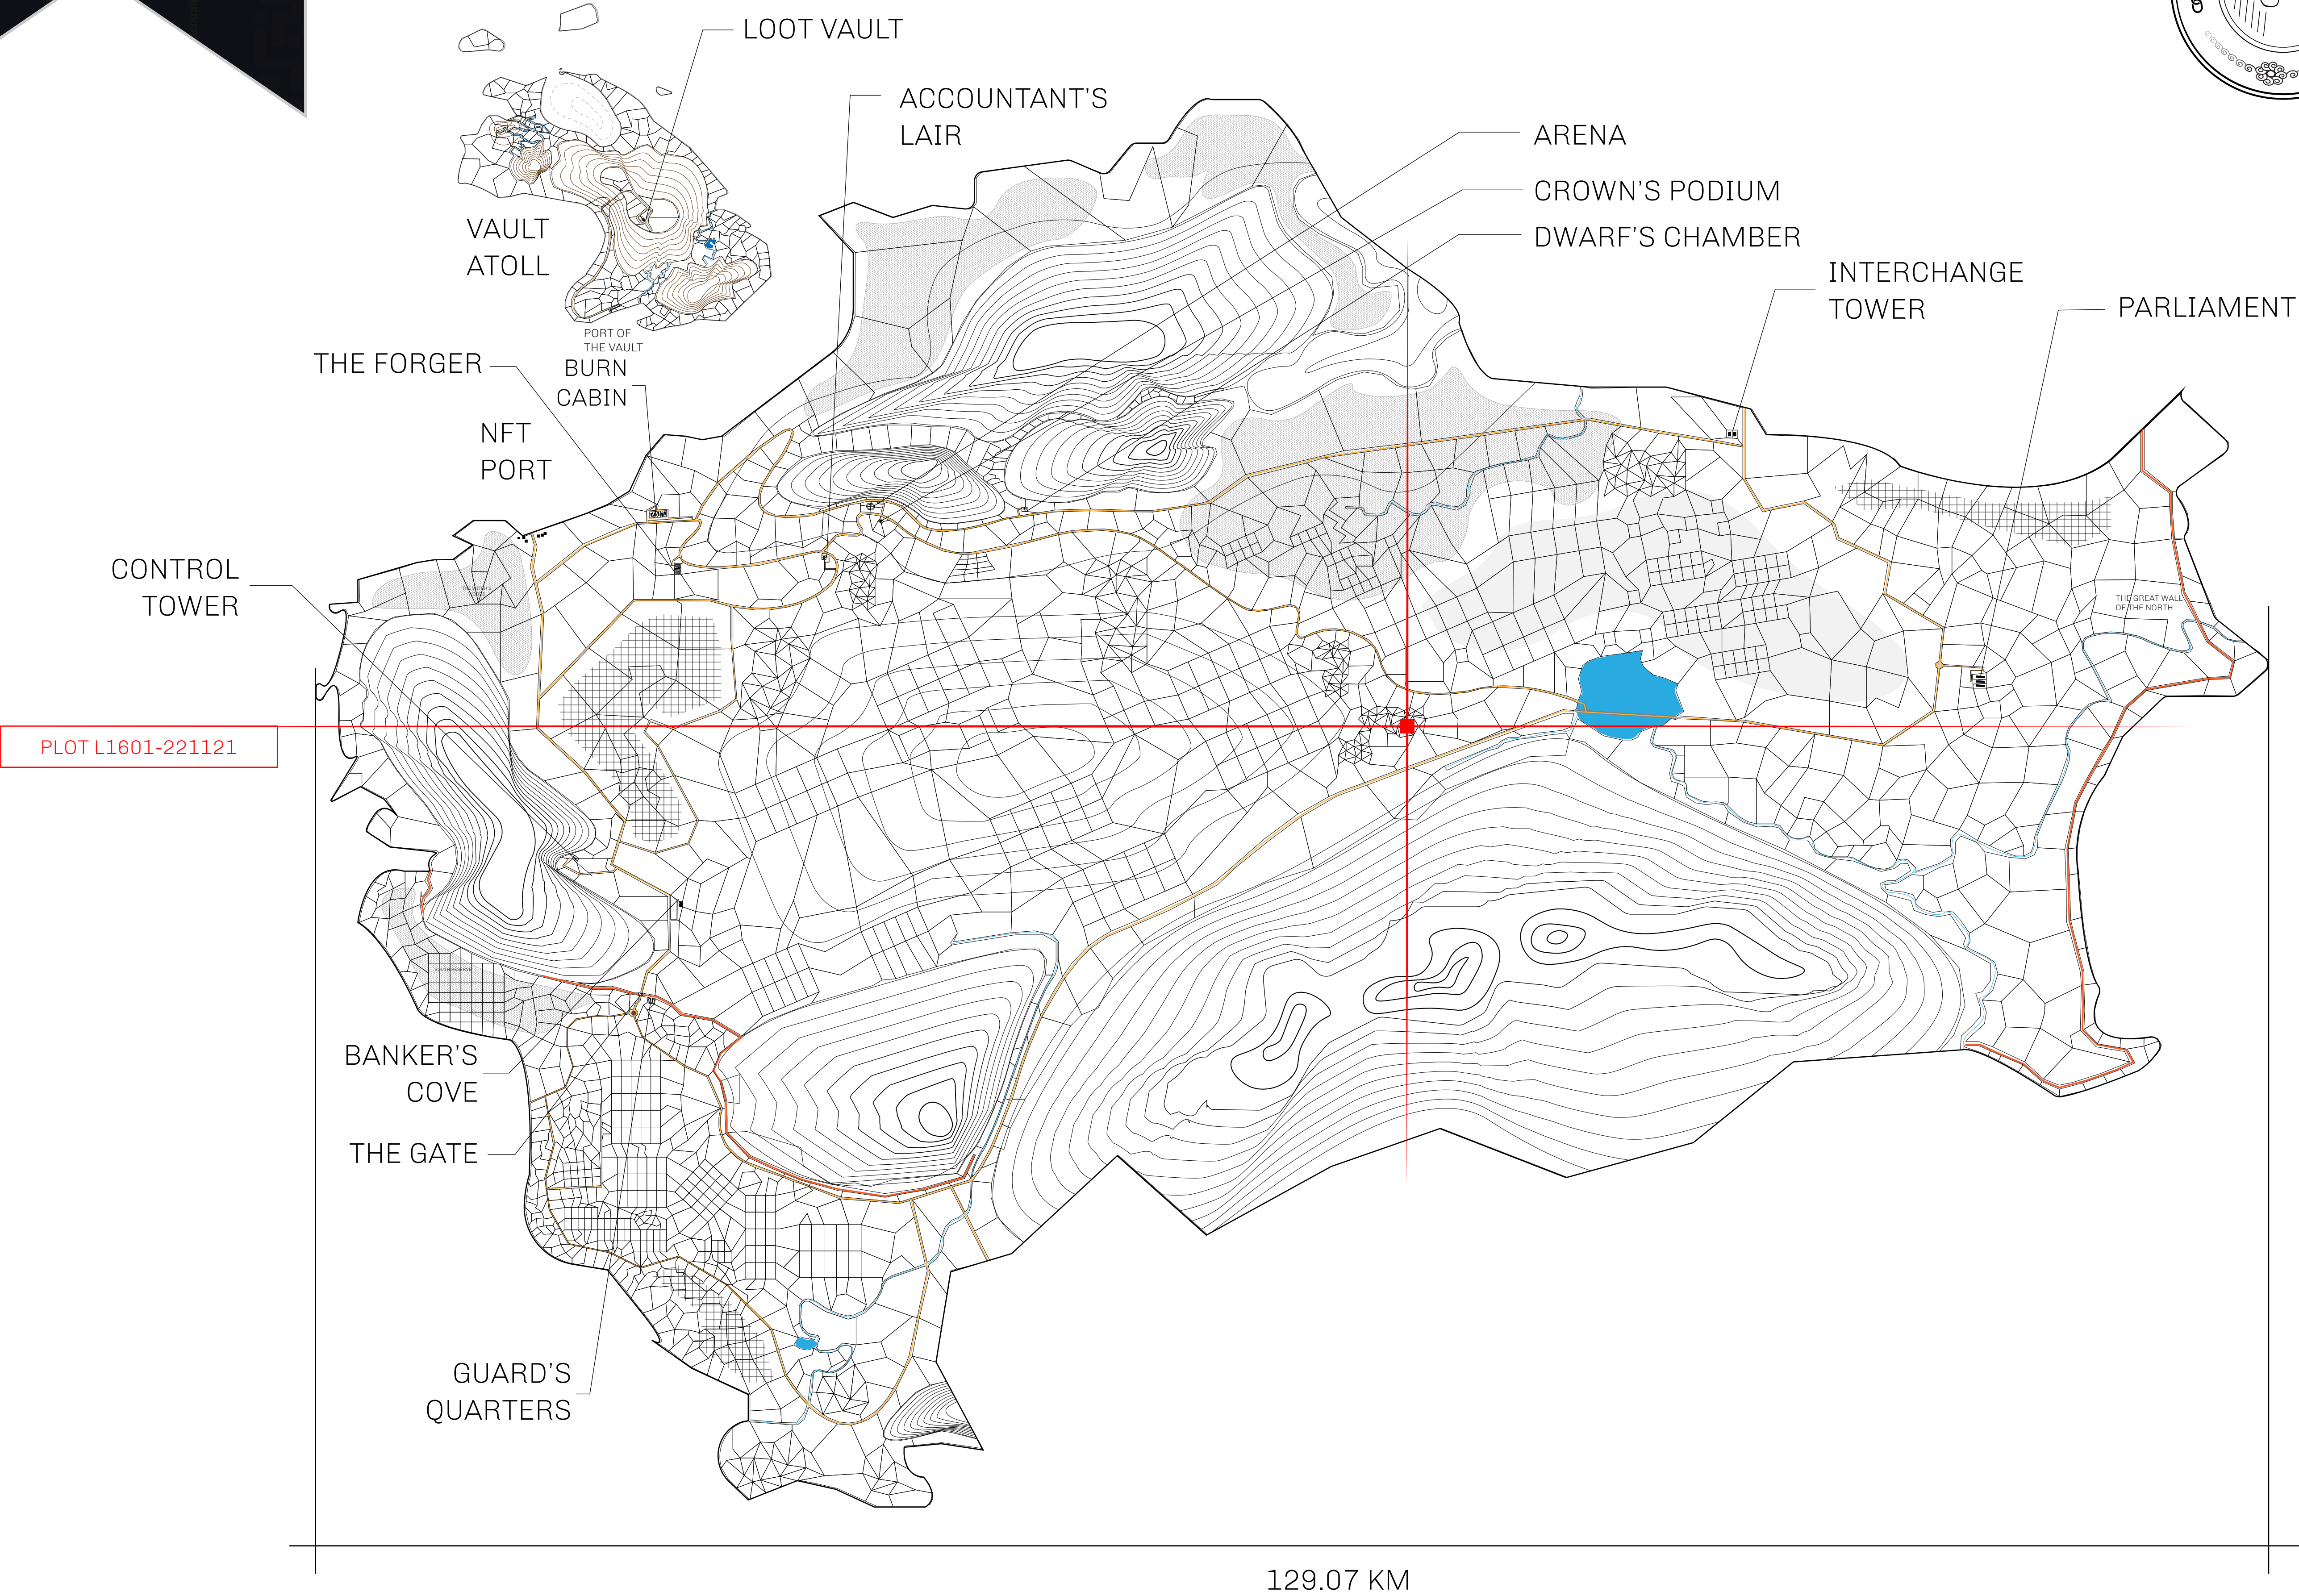 LOOT VAULT
ACCOUNTANT'S
LAIR
ARENA
CROWN'S PODIUM
DWARF'S CHAMBER
INTERCHANGE
TOWER
PARLIAMENT
VAULT
ATOLL
PORT OF
THE VAULT
THE FORGER
BURN
CABIN
NFT
PORT
CONTROL
TOWER
THE GREAT WALL
OF THE NORTH
PLOT L1601-221121
SOUTH RESERVE
BANKER'S
COVE
THE GATE
GUARD'S
QUARTERS
129.07 KM